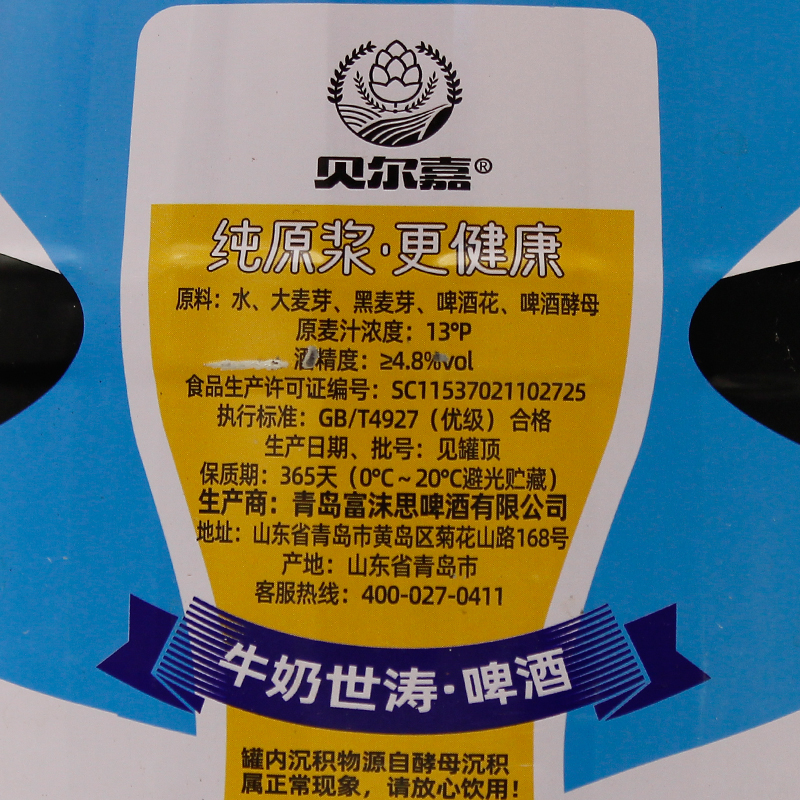 贝尔嘉®
纯原浆·更健康
原料：水、大麦芽、黑麦芽、啤酒花、啤酒酵母
原麦汁浓度：13°P
酒精度：≥4.8%vol
食品生产许可证编号：SC11537021102725
执行标准：GB/T4927（优级）合格
生产日期、批号：见罐顶
保质期：365天（0°C～20°C避光贮藏）
生产商：青岛富沫思啤酒有限公司
地址：山东省青岛市黄岛区菊花山路168号
产地：山东省青岛市
客服热线：400-027-0411
牛奶世涛·啤酒
罐内沉积物源自酵母沉积
属正常现象，请放心饮用！